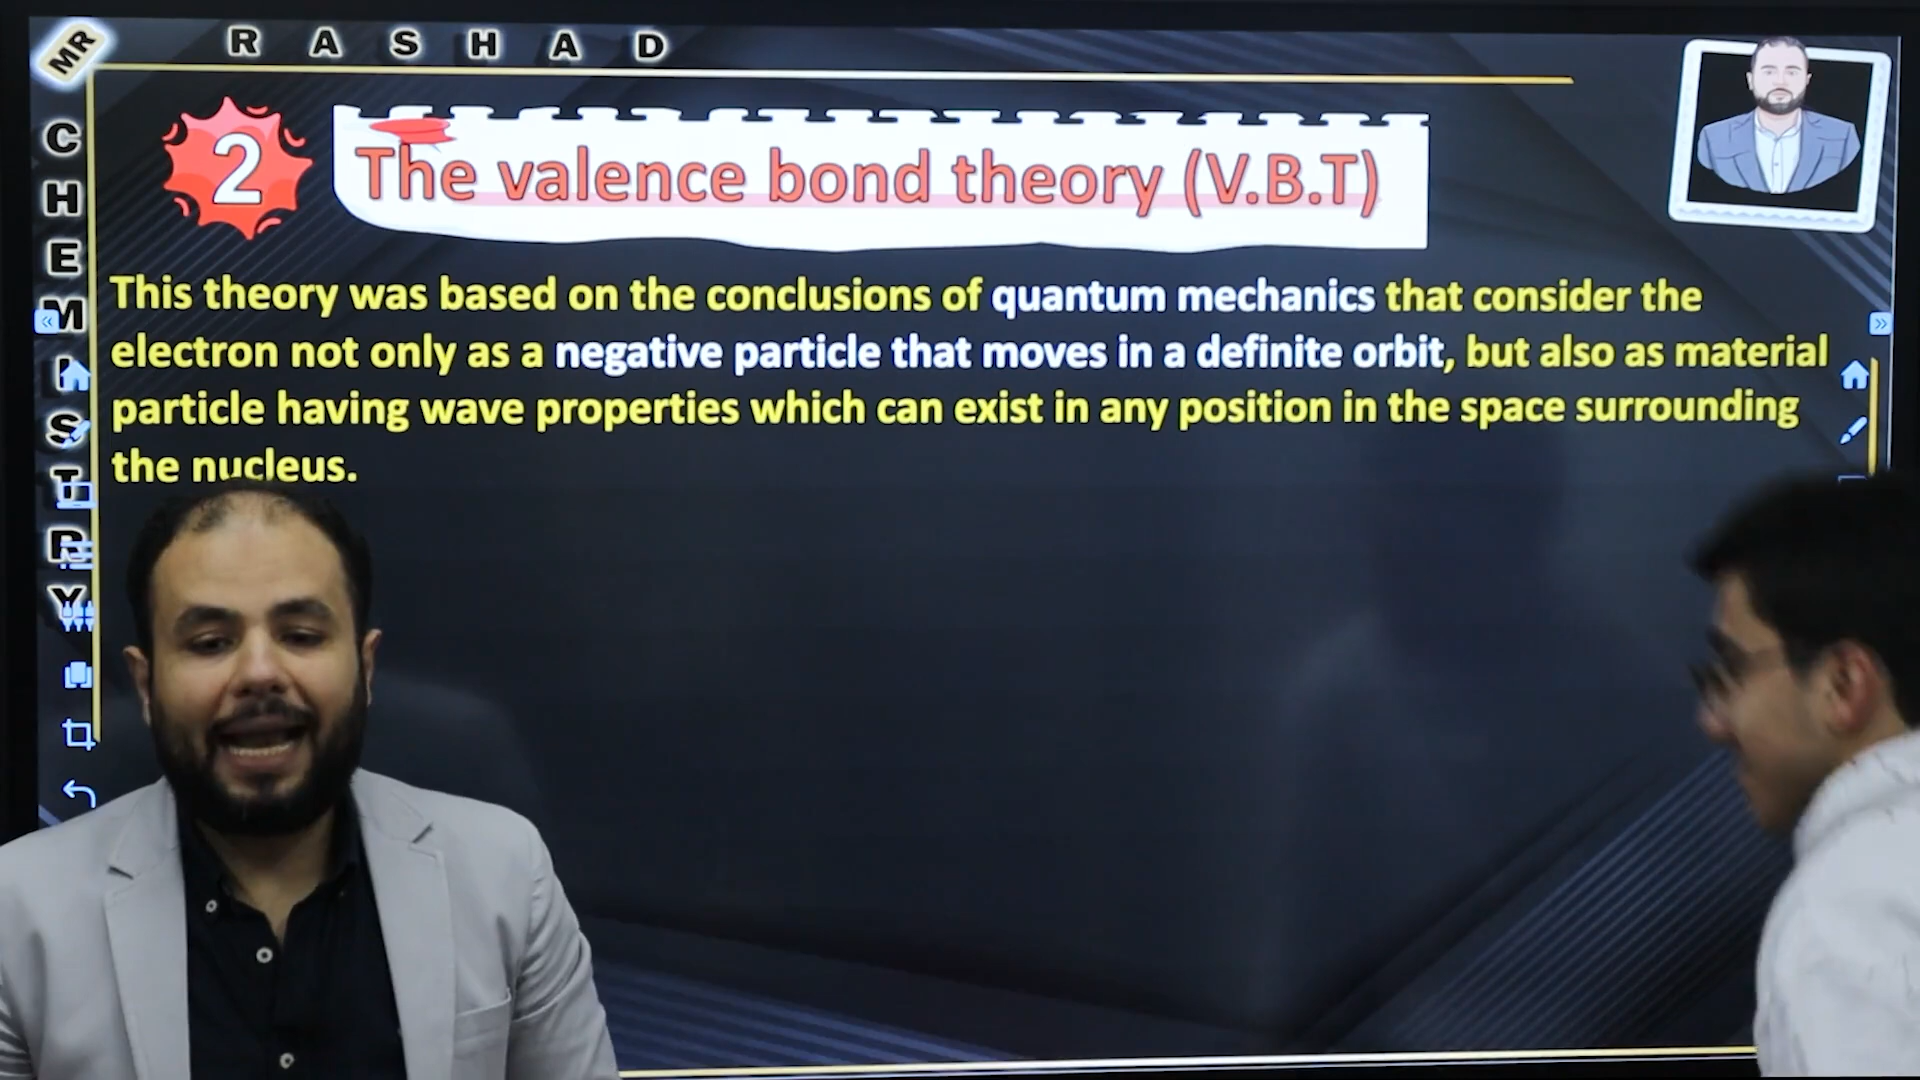 MR
R A S H A D
C H E M I S T R Y
2
The valence bond theory (V.B.T)
This theory was based on the conclusions of quantum mechanics that consider the
electron not only as a negative particle that moves in a definite orbit, but also as material
particle having wave properties which can exist in any position in the space surrounding
the nucleus.